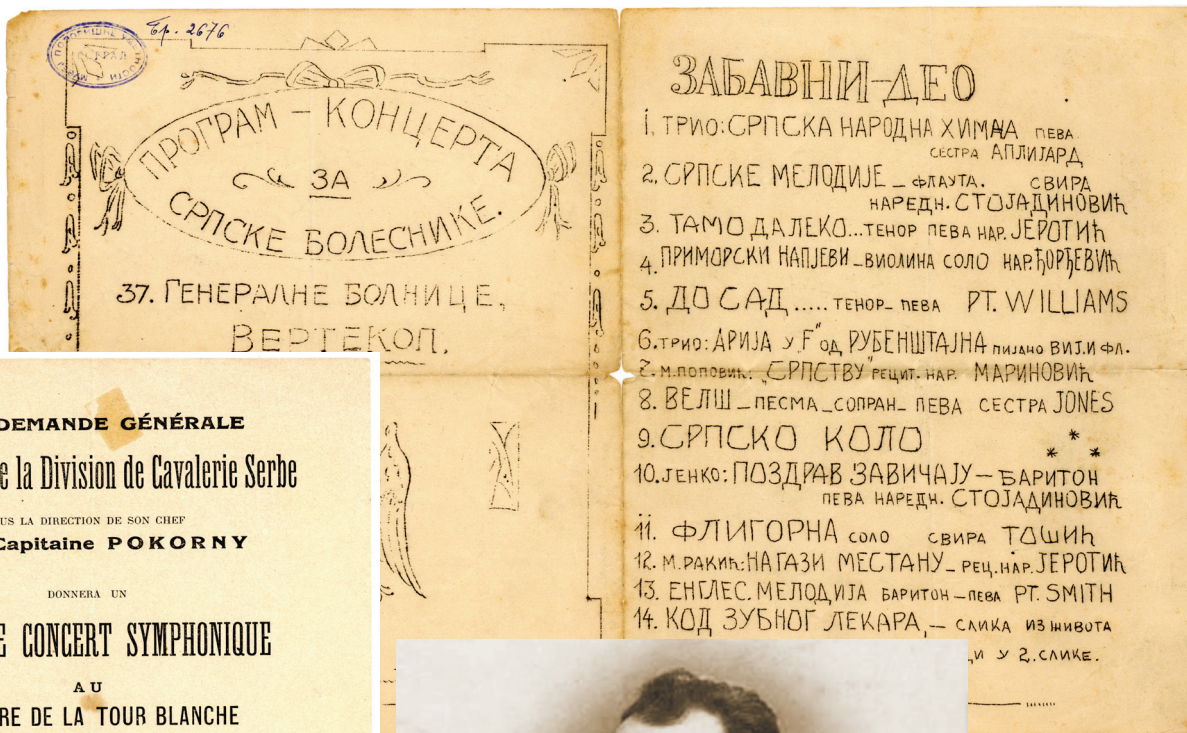 Бр. 2676
ПРОГРАМ – КОНЦЕРТА
ЗА
СРПСКЕ БОЛЕСНИКЕ.
37. ГЕНЕРАЛНЕ БОЛНИЦЕ,
ВЕРТЕКОП.
DEMANDE GÉNÉRALE
e la Division de Cavalerie Serbe
US LA DIRECTION DE SON CHEF
Capitaine POKORNY
DONNERA UN
E CONCERT SYMPHONIQUE
AU
RE DE LA TOUR BLANCHE
ЗАБАВНИ–ДЕО
1. ТРИО: СРПСКА НАРОДНА ХИМНА ПЕВА
СЕСТРА АПЛИЈАРД
2. СРПСКЕ МЕЛОДИЈЕ – ФЛАУТА. СВИРА
НАРЕДН. СТОЈАДИНОВИЋ
3. ТАМО ДАЛЕКО...ТЕНОР ПЕВА НАР. ЈЕРОТИЋ
4. ПРИМОРСКИ НАПЈЕВИ – ВИОЛИНА СОЛО НАР. ЂОРЂЕВИЋ
5. ДО САД ..... ТЕНОР – ПЕВА PT. WILLIAMS
6. ТРИО: АРИЈА У „F" ОД РУБЕНШТАЈНА ПИЈАНО ВИЈ. И ФЛ.
7. М. ПОПОВИЋ: „СРПСТВУ" РЕЦИТ. НАР. МАРИНОВИЋ
8. ВЕЛШ – ПЕСМА – СОПРАН – ПЕВА СЕСТРА JONES
9. СРПСКО КОЛО
* * *
10. ЈЕНКО: ПОЗДРАВ ЗАВИЧАЈУ – БАРИТОН
ПЕВА НАРЕДН. СТОЈАДИНОВИЋ
11. ФЛИГОРНА СОЛО СВИРА ТОШИЋ
12. М. РАКИЋ: НАГАЗИ МЕСТАНУ – РЕЦ. НАР. ЈЕРОТИЋ
13. ЕНГЛЕС. МЕЛОДИЈА БАРИТОН – ПЕВА PT. SMITH
14. КОД ЗУБНОГ ЛЕКАРА, – СЛИКА ИЗ ЖИВОТА
У 2. СЛИКЕ.